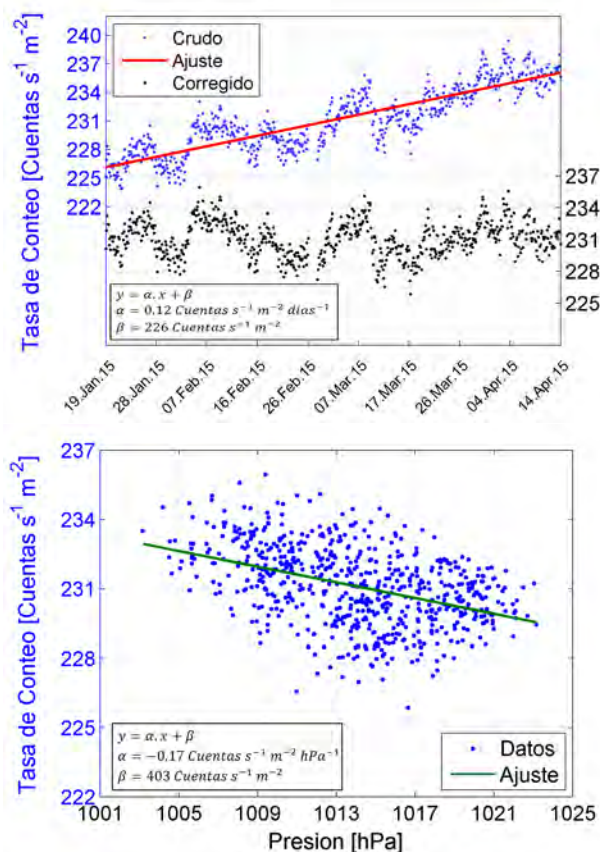 Tasa de Conteo [Cuentas s⁻¹ m⁻²]
240
237
234
231
228
225
222
Crudo
Ajuste
Corregido
237
234
231
228
225
y = α.x + β
α = 0.12 Cuentas s⁻¹ m⁻² dias⁻¹
β = 226 Cuentas s⁻¹ m⁻²
19.Jan.15
28.Jan.15
07.Feb.15
16.Feb.15
26.Feb.15
07.Mar.15
17.Mar.15
26.Mar.15
04.Apr.15
14.Apr.15
Tasa de Conteo [Cuentas s⁻¹ m⁻²]
237
234
231
228
225
222
y = α.x + β
α = −0.17 Cuentas s⁻¹ m⁻² hPa⁻¹
β = 403 Cuentas s⁻¹ m⁻²
Datos
Ajuste
1001
1005
1009
1013
1017
1021
1025
Presion [hPa]